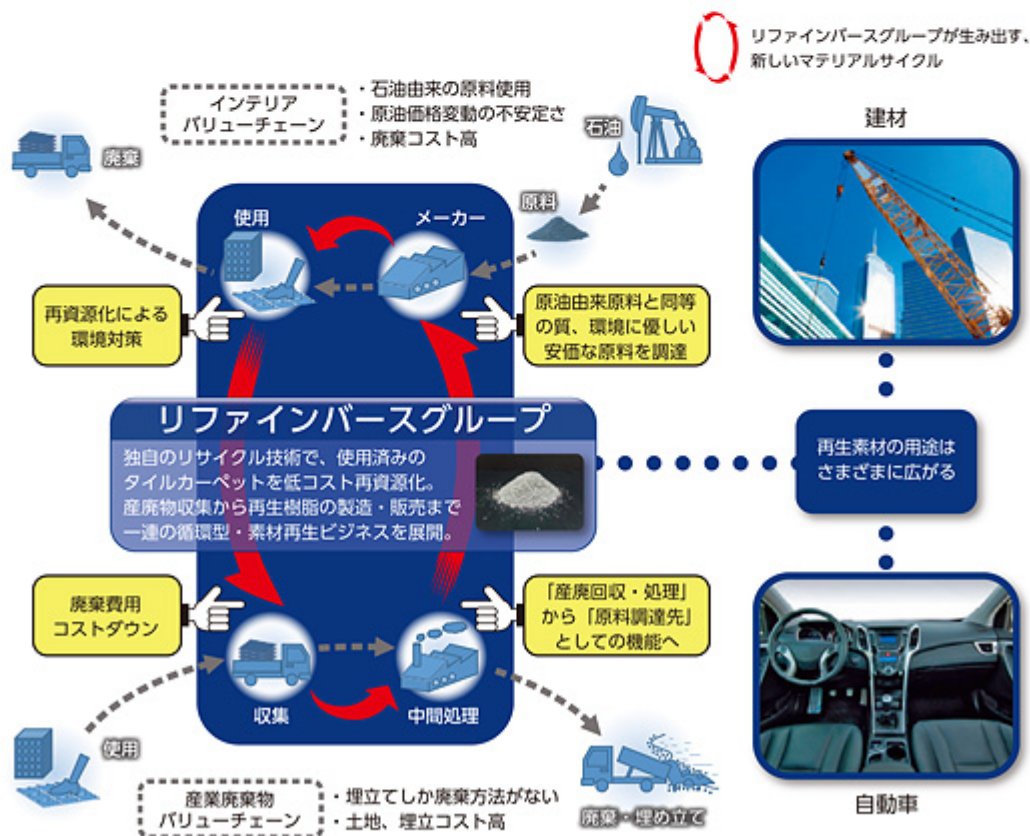 リファインバースグループが生み出す、
新しいマテリアルサイクル
インテリア
バリューチェーン
・石油由来の原料使用
・原油価格変動の不安定さ
・廃棄コスト高
石油
廃棄
原料
建材
使用
メーカー
再資源化による
環境対策
原油由来原料と同等
の質、環境に優しい
安価な原料を調達
リファインバースグループ
独自のリサイクル技術で、使用済みの
タイルカーペットを低コスト再資源化。
産廃物収集から再生樹脂の製造・販売まで
一連の循環型・素材再生ビジネスを展開。
再生素材の用途は
さまざまに広がる
廃棄費用
コストダウン
「産廃回収・処理」
から「原料調達先」
としての機能へ
収集
中間処理
使用
産業廃棄物
バリューチェーン
・埋立てしか廃棄方法がない
・土地、埋立コスト高
廃棄・埋め立て
自動車